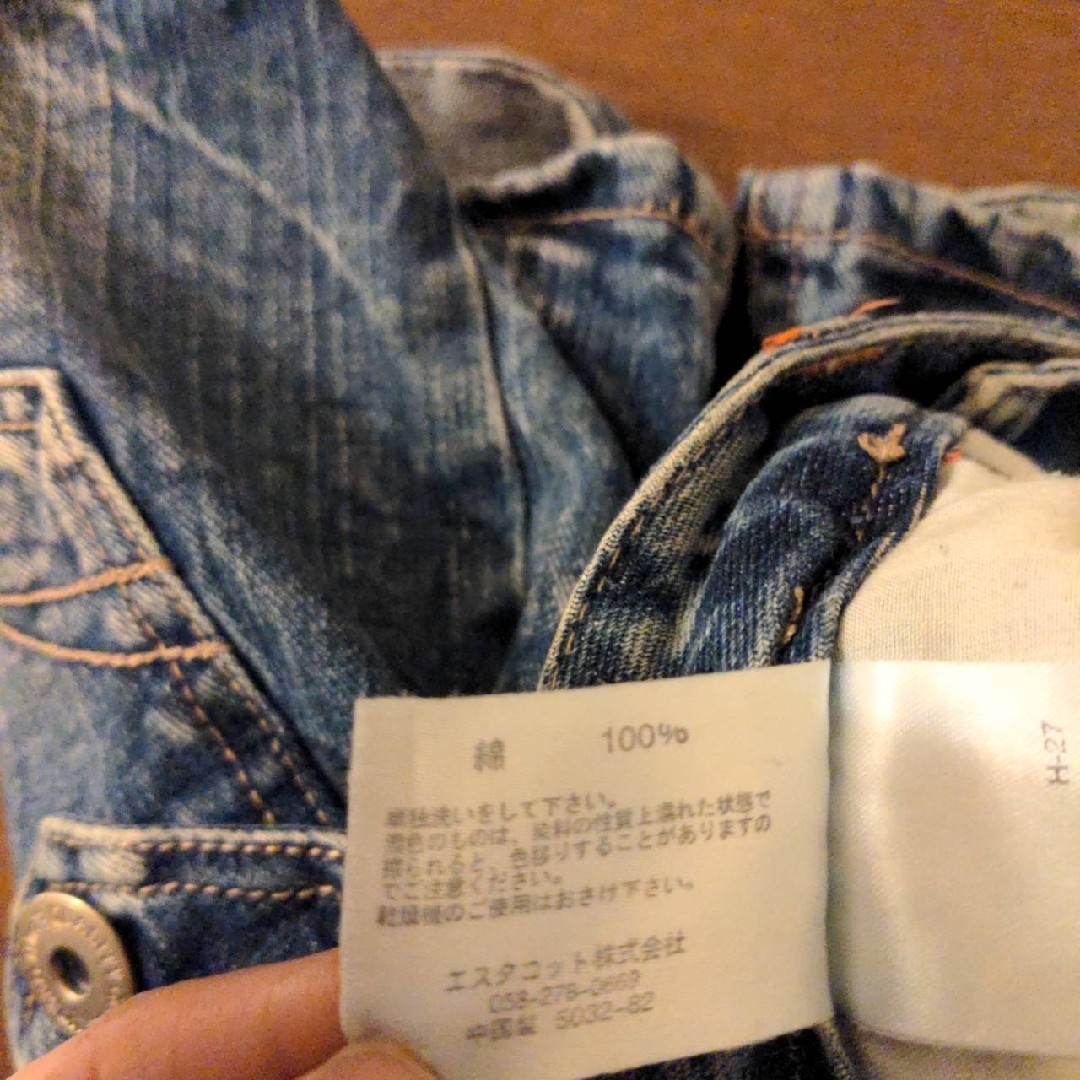 綿 100%
単独洗いをして下さい。
濃色のものは、染料の性質上濡れた状態で
擦られると、色移りすることがありますの
でご注意ください。
乾燥機のご使用はおさけ下さい。
エスタコット株式会社
058-278-0669
中国製 5032-82
H-27